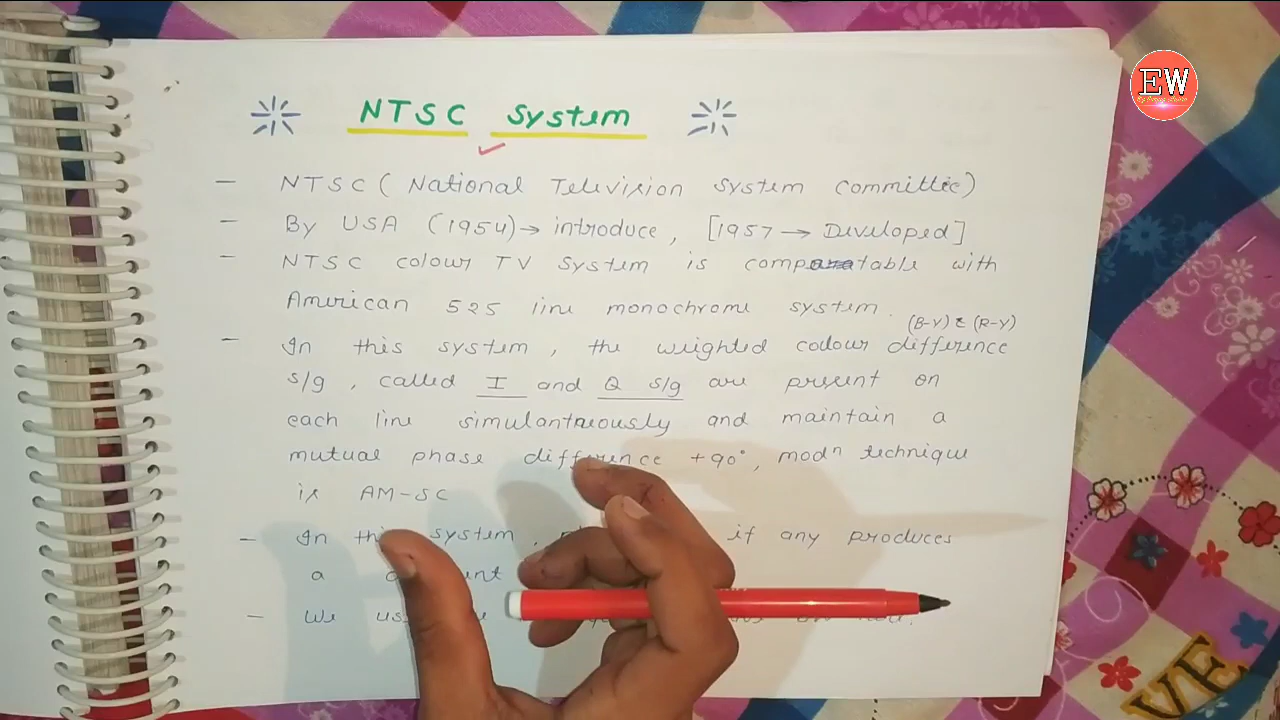 EW
NTSC System
- NTSC ( National Television System Committie)
- By USA (1954) → introduce, [1957 → Developed]
- NTSC colour TV System is compatable with
American 525 line monochrome system.
(B-Y) & (R-Y)
- In this system, the weighted colour difference
s/g, called I and Q s/g are present on
each line simulantneously and maintain a
mutual phase difference +90°, modⁿ technique
is AM-SC
- In this system, if any produces
a
- We
VE